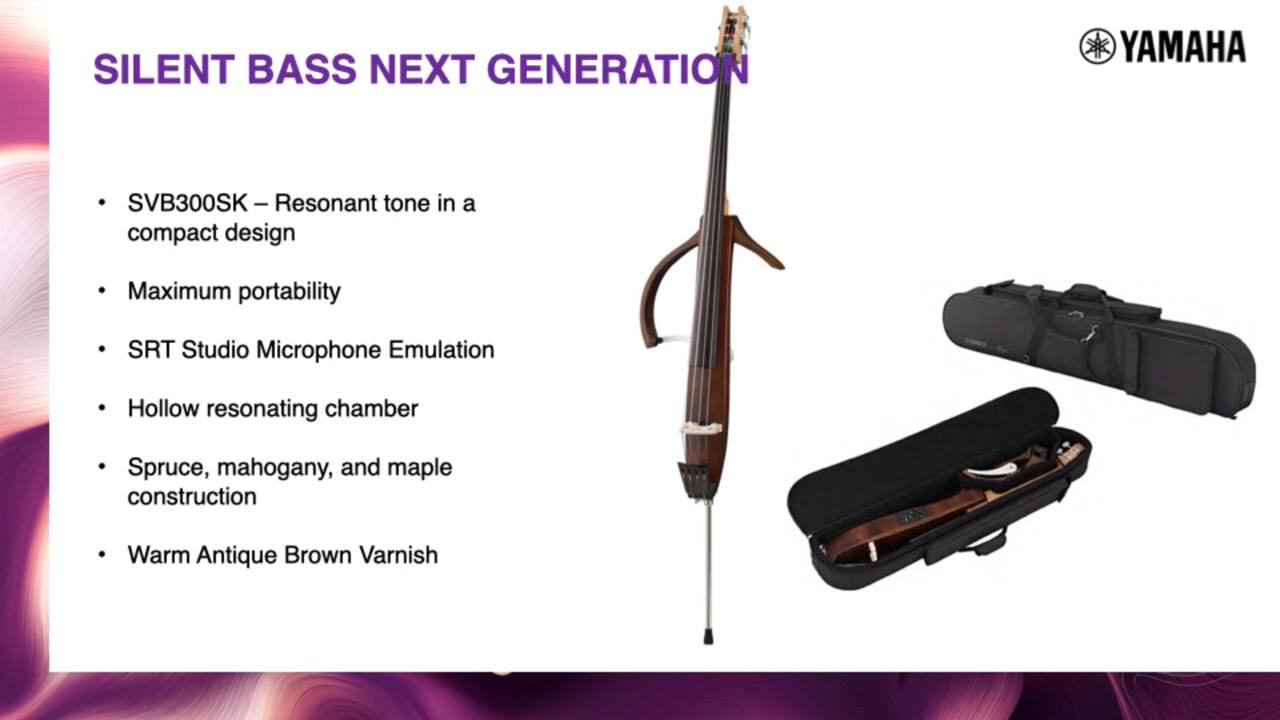 SILENT BASS NEXT GENERATION
YAMAHA
• SVB300SK – Resonant tone in a
compact design
• Maximum portability
• SRT Studio Microphone Emulation
• Hollow resonating chamber
• Spruce, mahogany, and maple
construction
• Warm Antique Brown Varnish